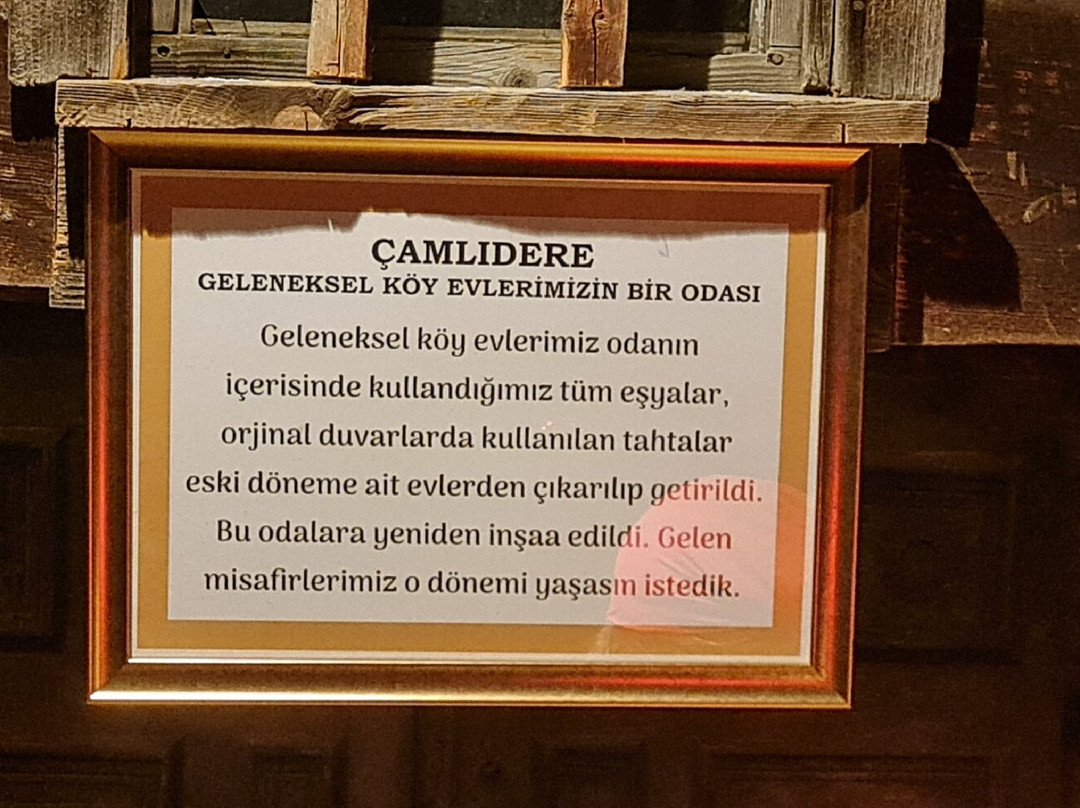 ÇAMLIDERE
GELENEKSEL KÖY EVLERİMİZİN BİR ODASI
Geleneksel köy evlerimiz odanın
içerisinde kullandığımız tüm eşyalar,
orjinal duvarlarda kullanılan tahtalar
eski döneme ait evlerden çıkarılıp getirildi.
Bu odalara yeniden inşaa edildi. Gelen
misafirlerimiz o dönemi yaşasın istedik.